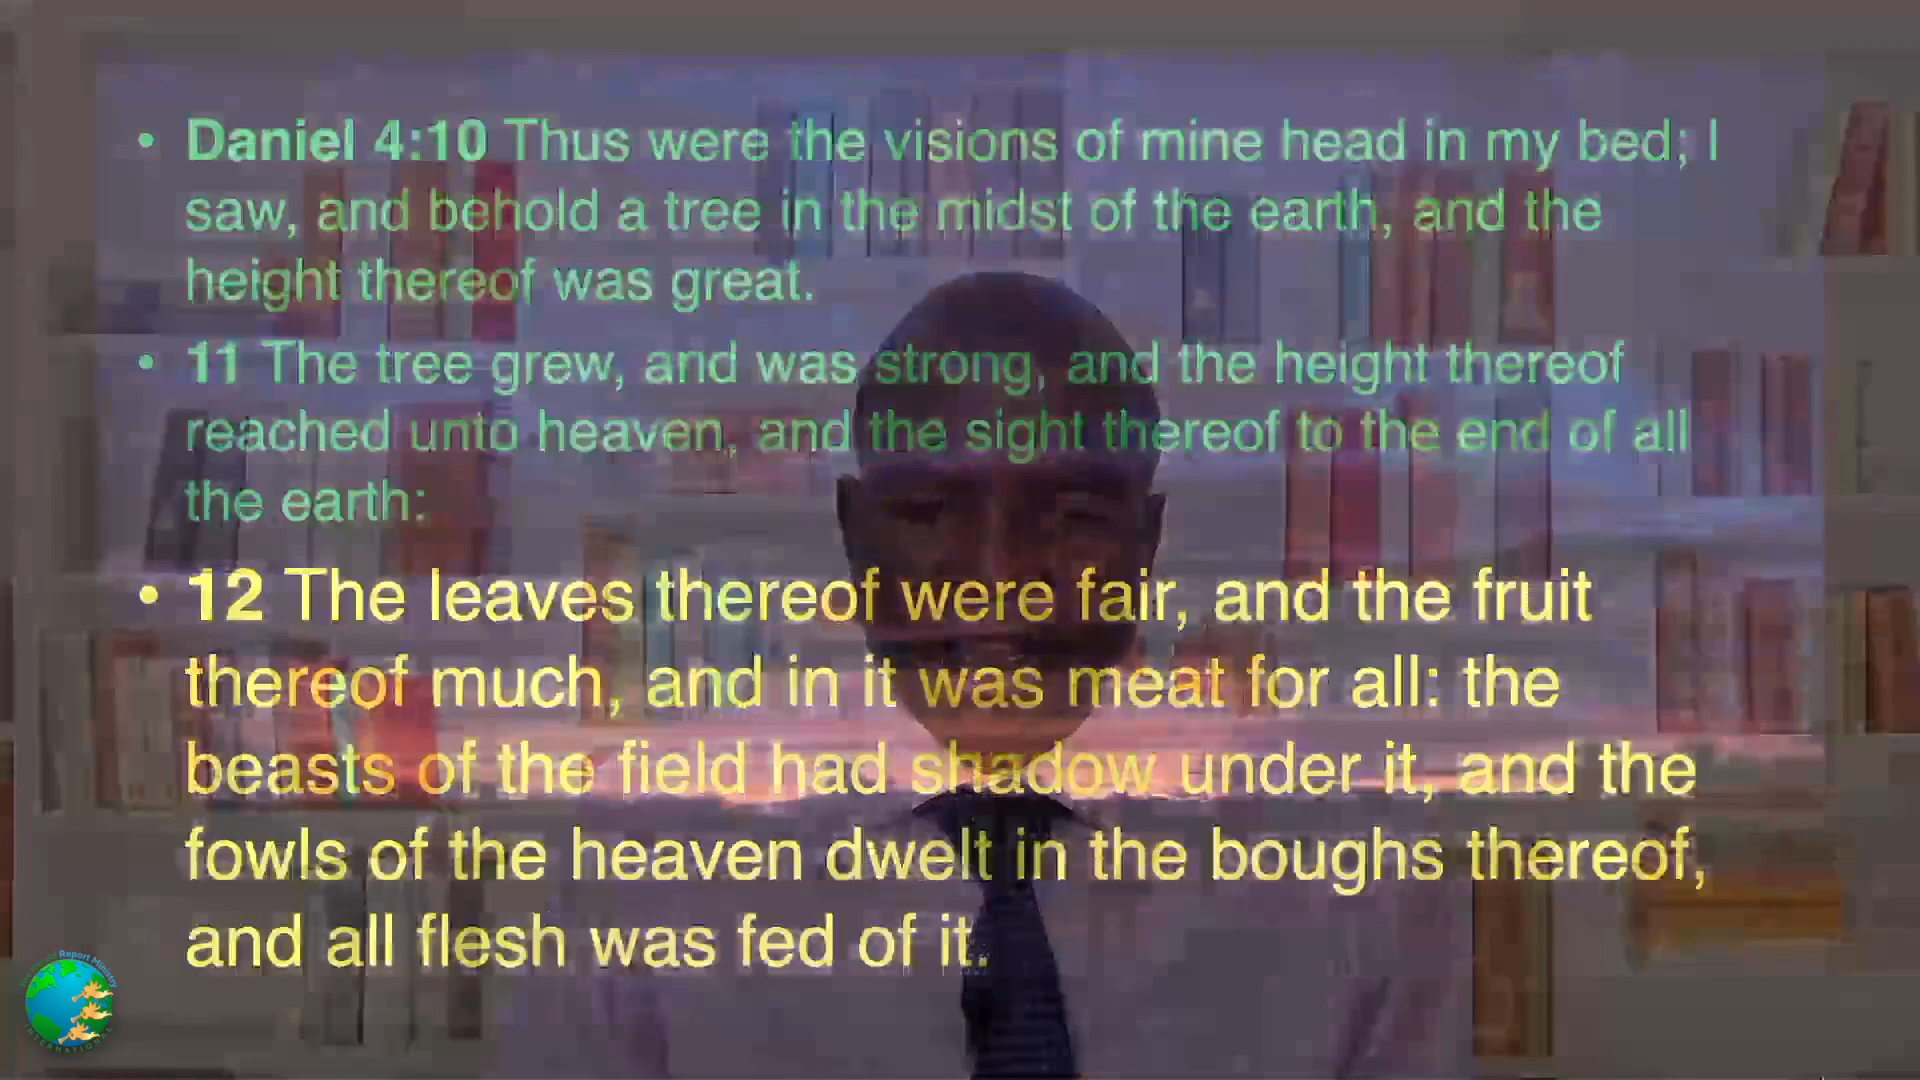 • Daniel 4:10 Thus were the visions of mine head in my bed; I
saw, and behold a tree in the midst of the earth, and the
height thereof was great.
• 11 The tree grew, and was strong, and the height thereof
reached unto heaven, and the sight thereof to the end of all
the earth:
• 12 The leaves thereof were fair, and the fruit
thereof much, and in it was meat for all: the
beasts of the field had shadow under it, and the
fowls of the heaven dwelt in the boughs thereof,
and all flesh was fed of it.
Report Ministry
INTERNATIONAL